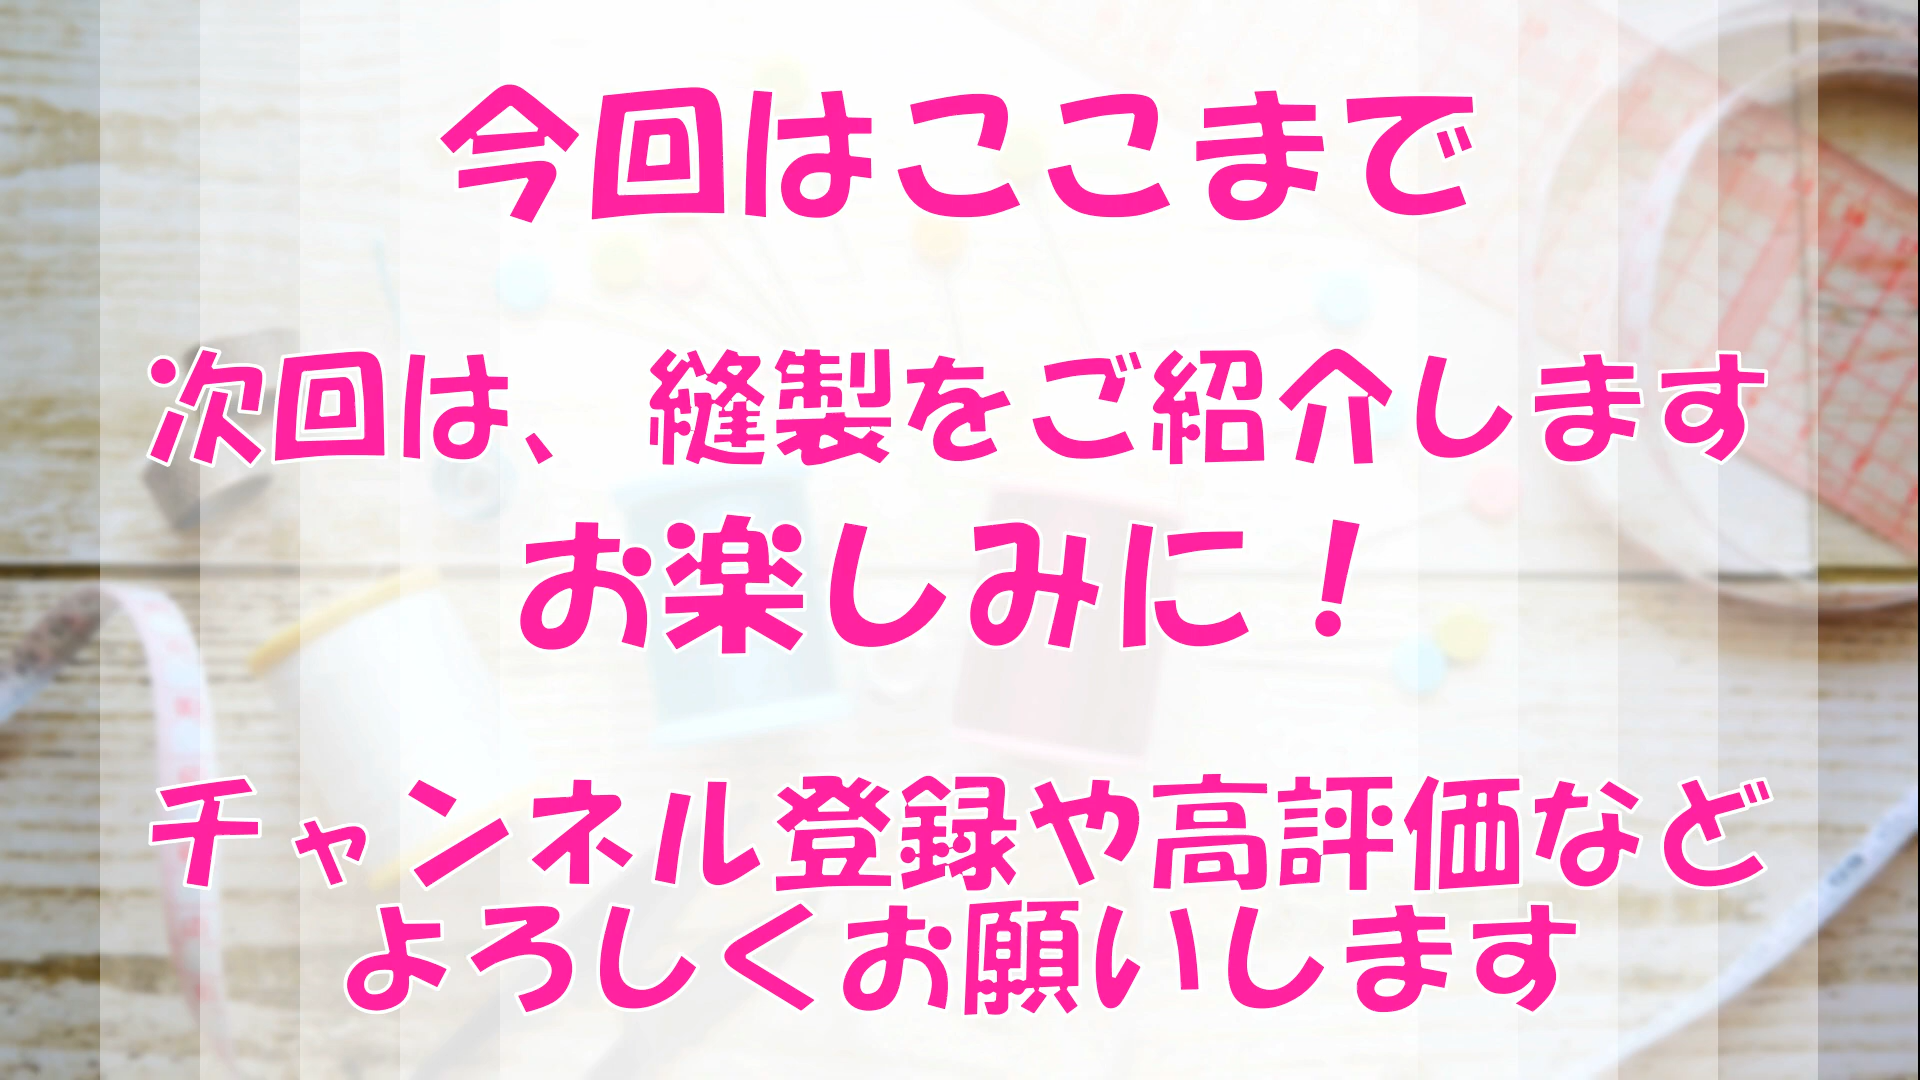 今回はここまで
次回は、縫製をご紹介します
お楽しみに！
チャンネル登録や高評価など
よろしくお願いします